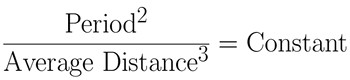 Period²
Average Distance³
= Constant